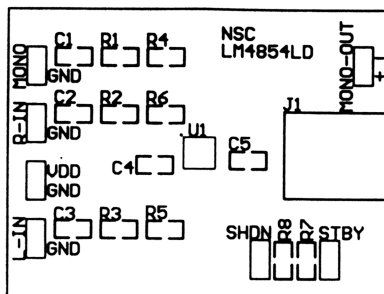 C1 R1 R4
NSC
LM4854LD
MONO
GND
MONO-OUT
+
C2 R2 R6
J1
R-IN
GND
U1
C4
C5
VDD
GND
C3 R3 R5
L-IN
GND
SHDN R8 R7 STBY